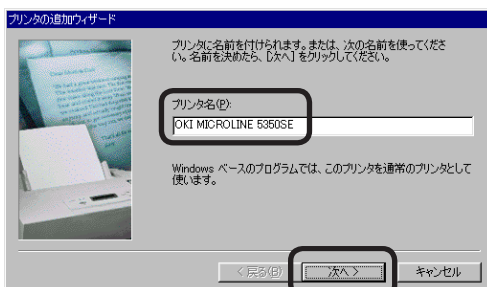 プリンタの追加ウィザード
プリンタに名前を付けられます。または、次の名前を使ってくださ
い。名前を決めたら、[次へ] をクリックしてください。
プリンタ名(P):
OKI MICROLINE 5350SE
Windows ベースのプログラムでは、このプリンタを通常のプリンタとして
使います。
< 戻る(B)
次へ >
キャンセル